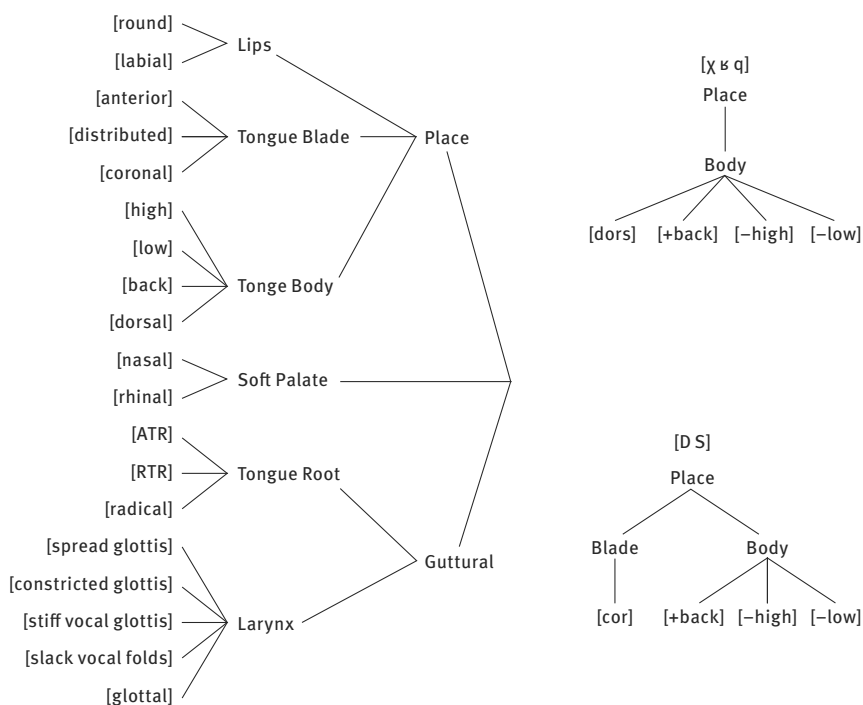 [round]
[labial]
Lips
[anterior]
[distributed]
[coronal]
Tongue Blade
Place
[high]
[low]
[back]
[dorsal]
Tonge Body
[nasal]
[rhinal]
Soft Palate
[ATR]
[RTR]
[radical]
Tongue Root
Guttural
[spread glottis]
[constricted glottis]
[stiff vocal glottis]
[slack vocal folds]
[glottal]
Larynx
[χ ʁ q]
Place
Body
[dors] [+back] [−high] [−low]
[D S]
Place
Blade Body
[cor] [+back] [−high] [−low]